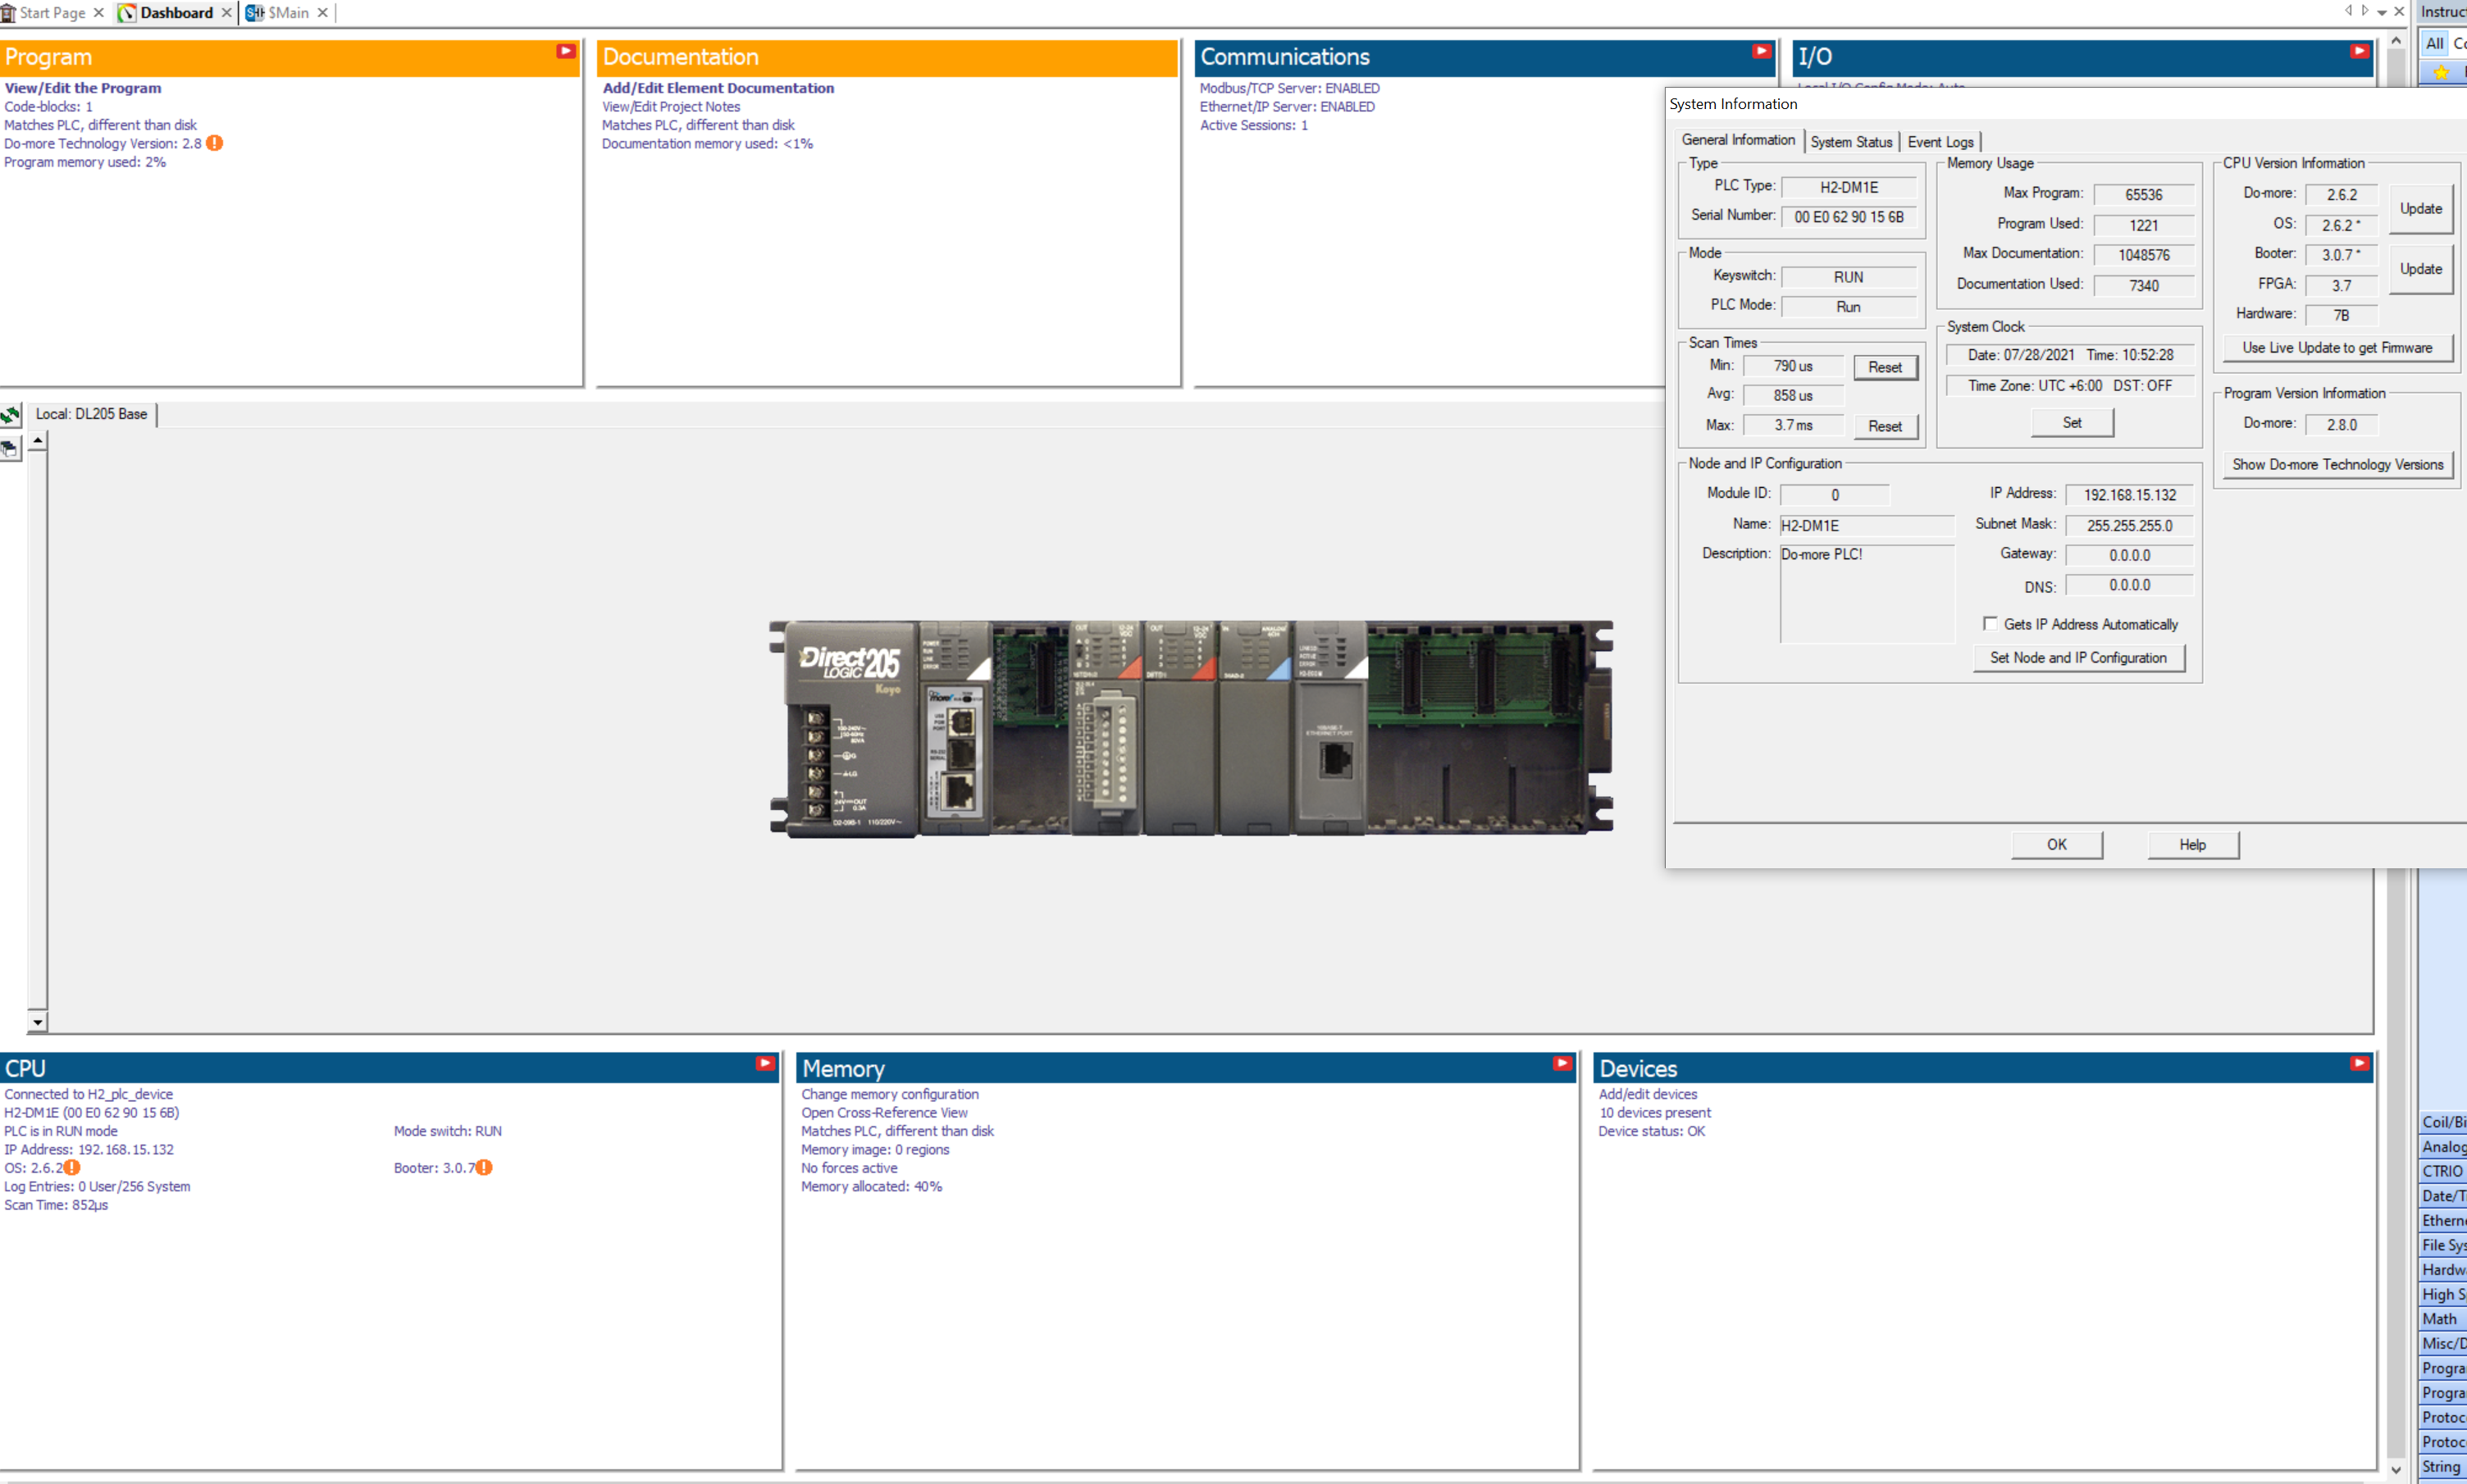 Start Page
Dashboard
$Main
Instruc
All
Program
View/Edit the Program
Code-blocks: 1
Matches PLC, different than disk
Do-more Technology Version: 2.8
Program memory used: 2%
Documentation
Add/Edit Element Documentation
View/Edit Project Notes
Matches PLC, different than disk
Documentation memory used: <1%
Communications
Modbus/TCP Server: ENABLED
Ethernet/IP Server: ENABLED
Active Sessions: 1
I/O
System Information
General Information
System Status
Event Logs
Type
PLC Type: H2-DM1E
Serial Number: 00 E0 62 90 15 6B
Mode
Keyswitch: RUN
PLC Mode: Run
Scan Times
Min: 790 us Reset
Avg: 858 us
Max: 3.7 ms Reset
Memory Usage
Max Program: 65536
Program Used: 1221
Max Documentation: 1048576
Documentation Used: 7340
System Clock
Date: 07/28/2021 Time: 10:52:28
Time Zone: UTC +6:00 DST: OFF
Set
CPU Version Information
Do-more: 2.6.2
Update
OS: 2.6.2 *
Booter: 3.0.7 *
Update
FPGA: 3.7
Hardware: 7B
Use Live Update to get Firmware
Program Version Information
Do-more: 2.8.0
Show Do-more Technology Versions
Node and IP Configuration
Module ID: 0
Name: H2-DM1E
Description: Do-more PLC!
IP Address: 192.168.15.132
Subnet Mask: 255.255.255.0
Gateway: 0.0.0.0
DNS: 0.0.0.0
Gets IP Address Automatically
Set Node and IP Configuration
OK
Help
Local: DL205 Base
Direct 205
LOGIC
Koyo
CPU
Connected to H2_plc_device
H2-DM1E (00 E0 62 90 15 6B)
PLC is in RUN mode
Mode switch: RUN
IP Address: 192.168.15.132
OS: 2.6.2
Booter: 3.0.7
Log Entries: 0 User/256 System
Scan Time: 852µs
Memory
Change memory configuration
Open Cross-Reference View
Matches PLC, different than disk
Memory image: 0 regions
No forces active
Memory allocated: 40%
Devices
Add/edit devices
10 devices present
Device status: OK
Coil/Bi
Analog
CTRIO
Date/T
Ethern
File Sys
Hardw
High S
Math
Misc/D
Progra
Progra
Protoc
Protoc
String